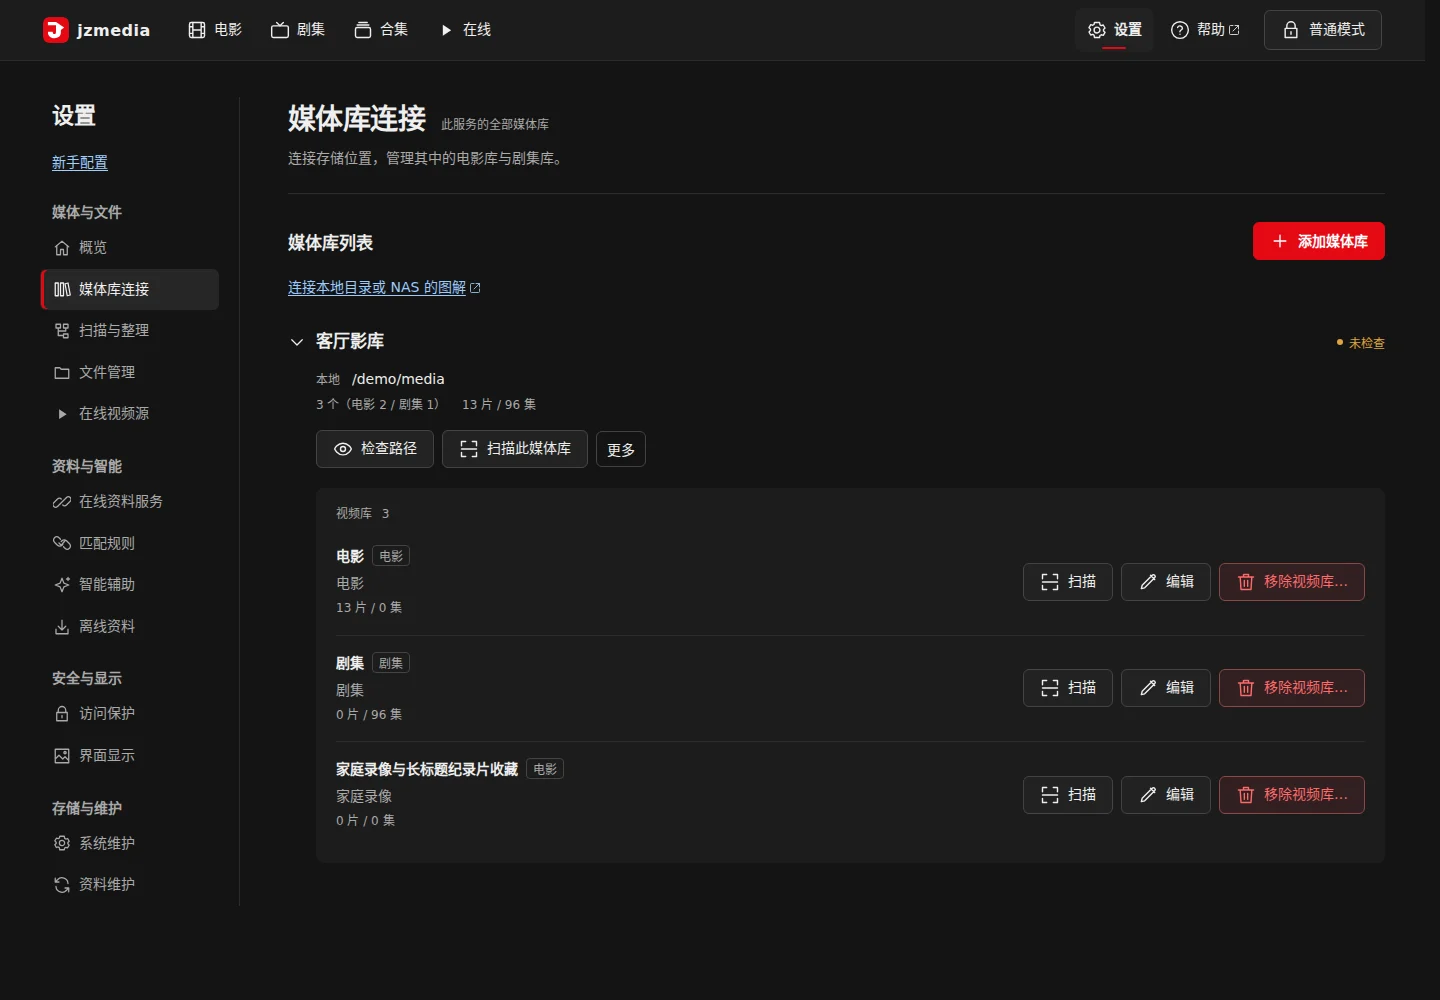 jzmedia 电影 剧集 合集 在线 设置 帮助 普通模式
设置
新手配置
媒体与文件
概览
媒体库连接
扫描与整理
文件管理
在线视频源
资料与智能
在线资料服务
匹配规则
智能辅助
离线资料
安全与显示
访问保护
界面显示
存储与维护
系统维护
资料维护
媒体库连接 此服务的全部媒体库
连接存储位置，管理其中的电影库与剧集库。
媒体库列表 添加媒体库
连接本地目录或 NAS 的图解
客厅影库 未检查
本地 /demo/media
3 个（电影 2 / 剧集 1） 13 片 / 96 集
检查路径 扫描此媒体库 更多
视频库 3
电影 电影
电影
13 片 / 0 集
扫描 编辑 移除视频库…
剧集 剧集
剧集
0 片 / 96 集
扫描 编辑 移除视频库…
家庭录像与长标题纪录片收藏 电影
家庭录像
0 片 / 0 集
扫描 编辑 移除视频库…